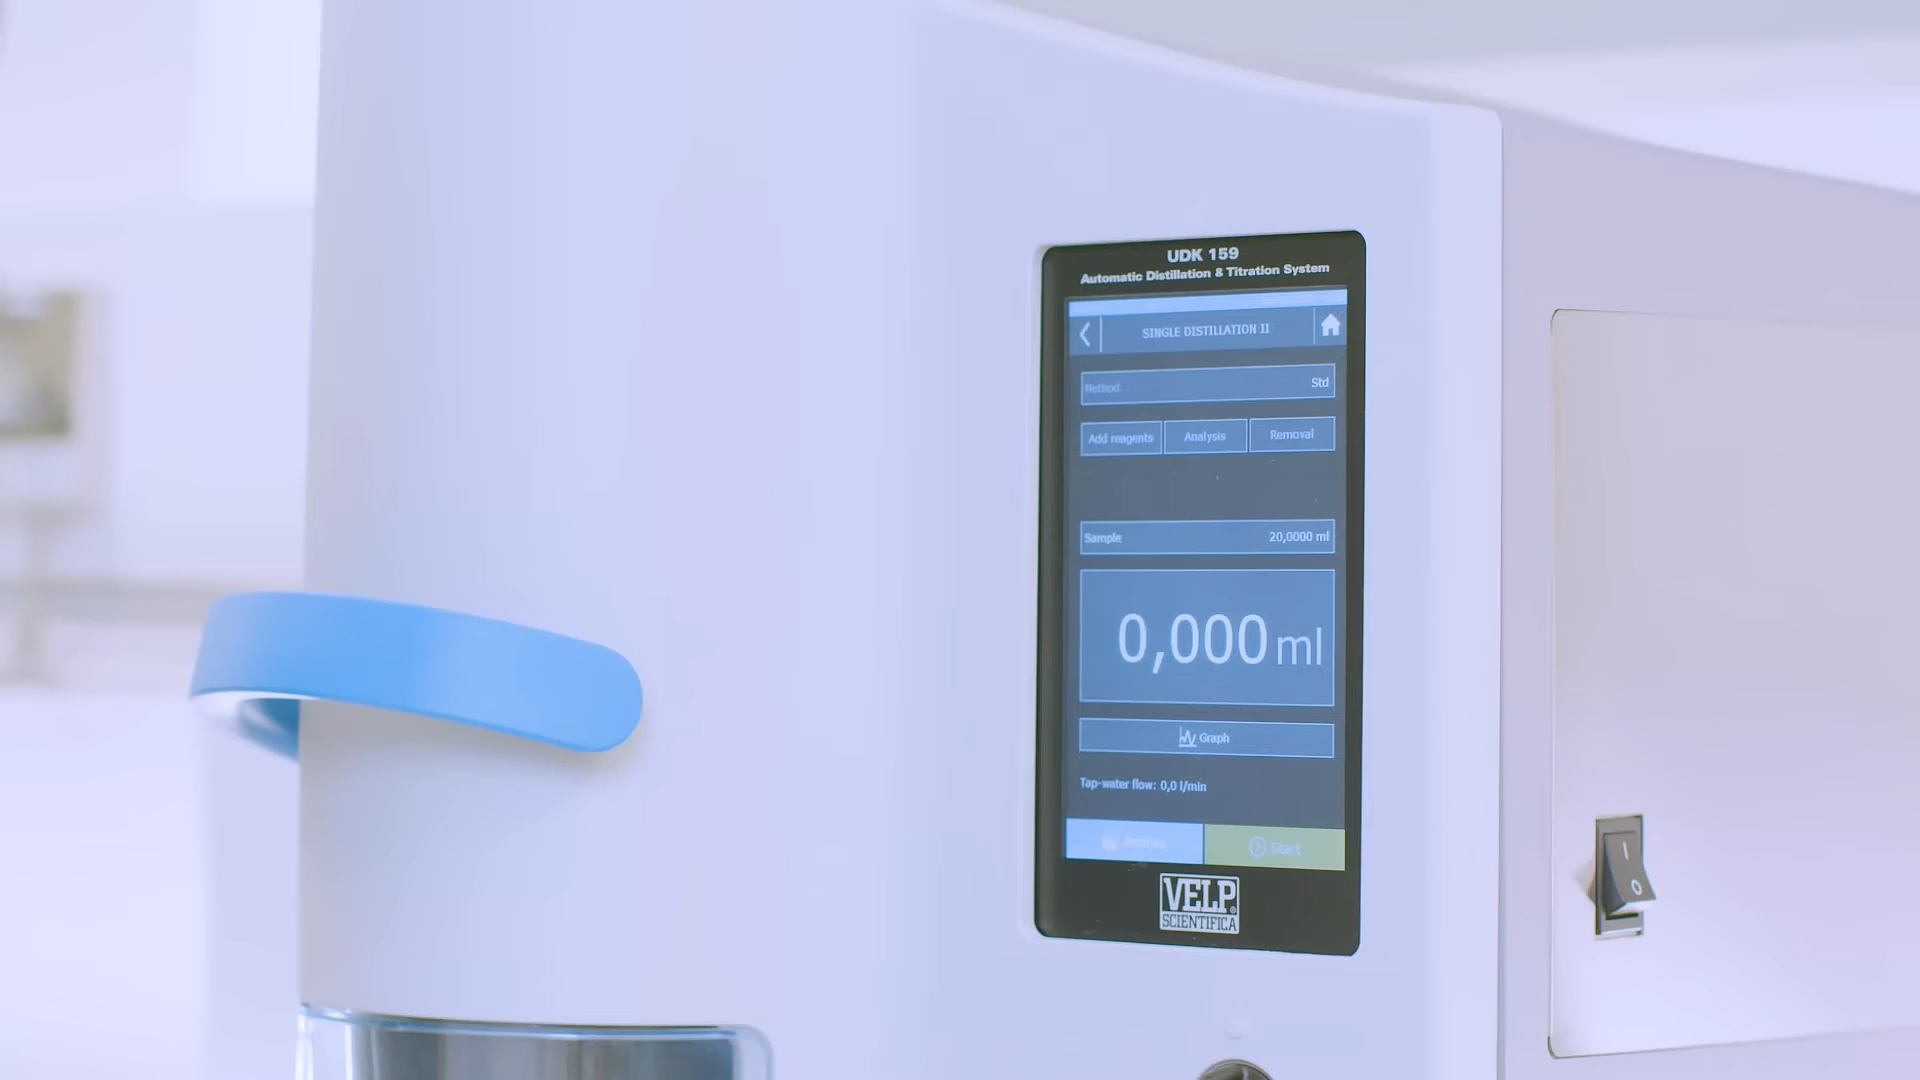 UDK 159
Automatic Distillation & Titration System
SINGLE DISTILLATION II
Method Std
Add reagents Analysis Removal
Sample 20,0000 ml
0,000 ml
Graph
Tap-water flow: 0,0 l/min
Archive Start
VELP
SCIENTIFICA
I
O